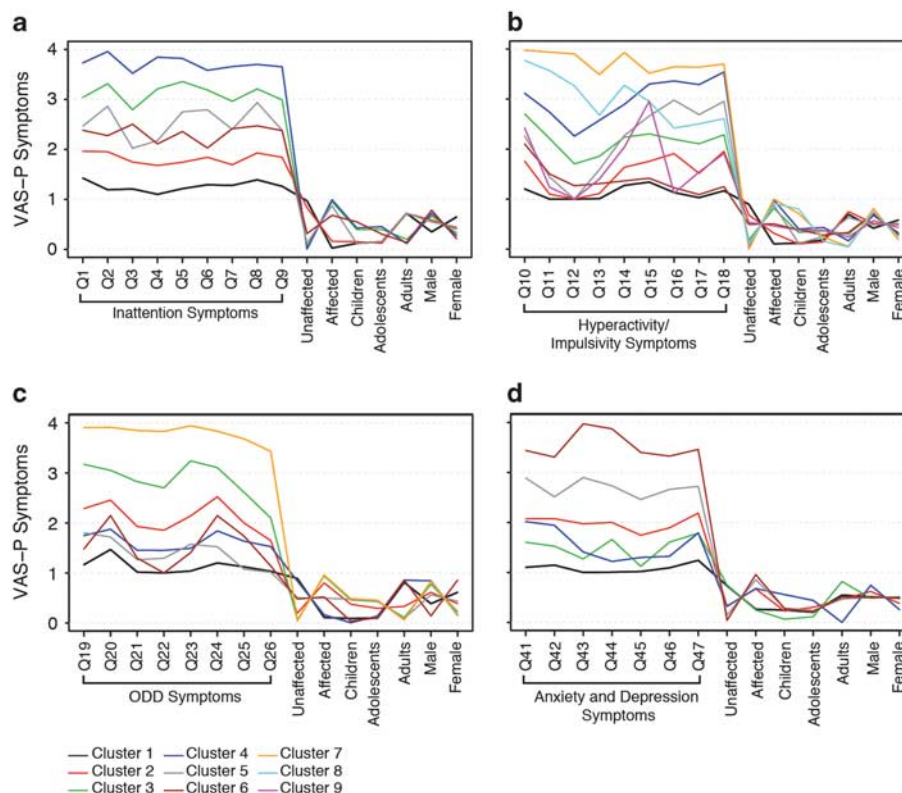 a
b
VAS–P Symptoms
4
3
2
1
0
Q1
Q2
Q3
Q4
Q5
Q6
Q7
Q8
Q9
Unaffected
Affected
Children
Adolescents
Adults
Male
Female
Inattention Symptoms
Q10
Q11
Q12
Q13
Q14
Q15
Q16
Q17
Q18
Unaffected
Affected
Children
Adolescents
Adults
Male
Female
Hyperactivity/
Impulsivity Symptoms
c
d
VAS–P Symptoms
4
3
2
1
0
Q19
Q20
Q21
Q22
Q23
Q24
Q25
Q26
Unaffected
Affected
Children
Adolescents
Adults
Male
Female
ODD Symptoms
Q41
Q42
Q43
Q44
Q45
Q46
Q47
Unaffected
Affected
Children
Adolescents
Adults
Male
Female
Anxiety and Depression
Symptoms
Cluster 1 Cluster 4 Cluster 7
Cluster 2 Cluster 5 Cluster 8
Cluster 3 Cluster 6 Cluster 9